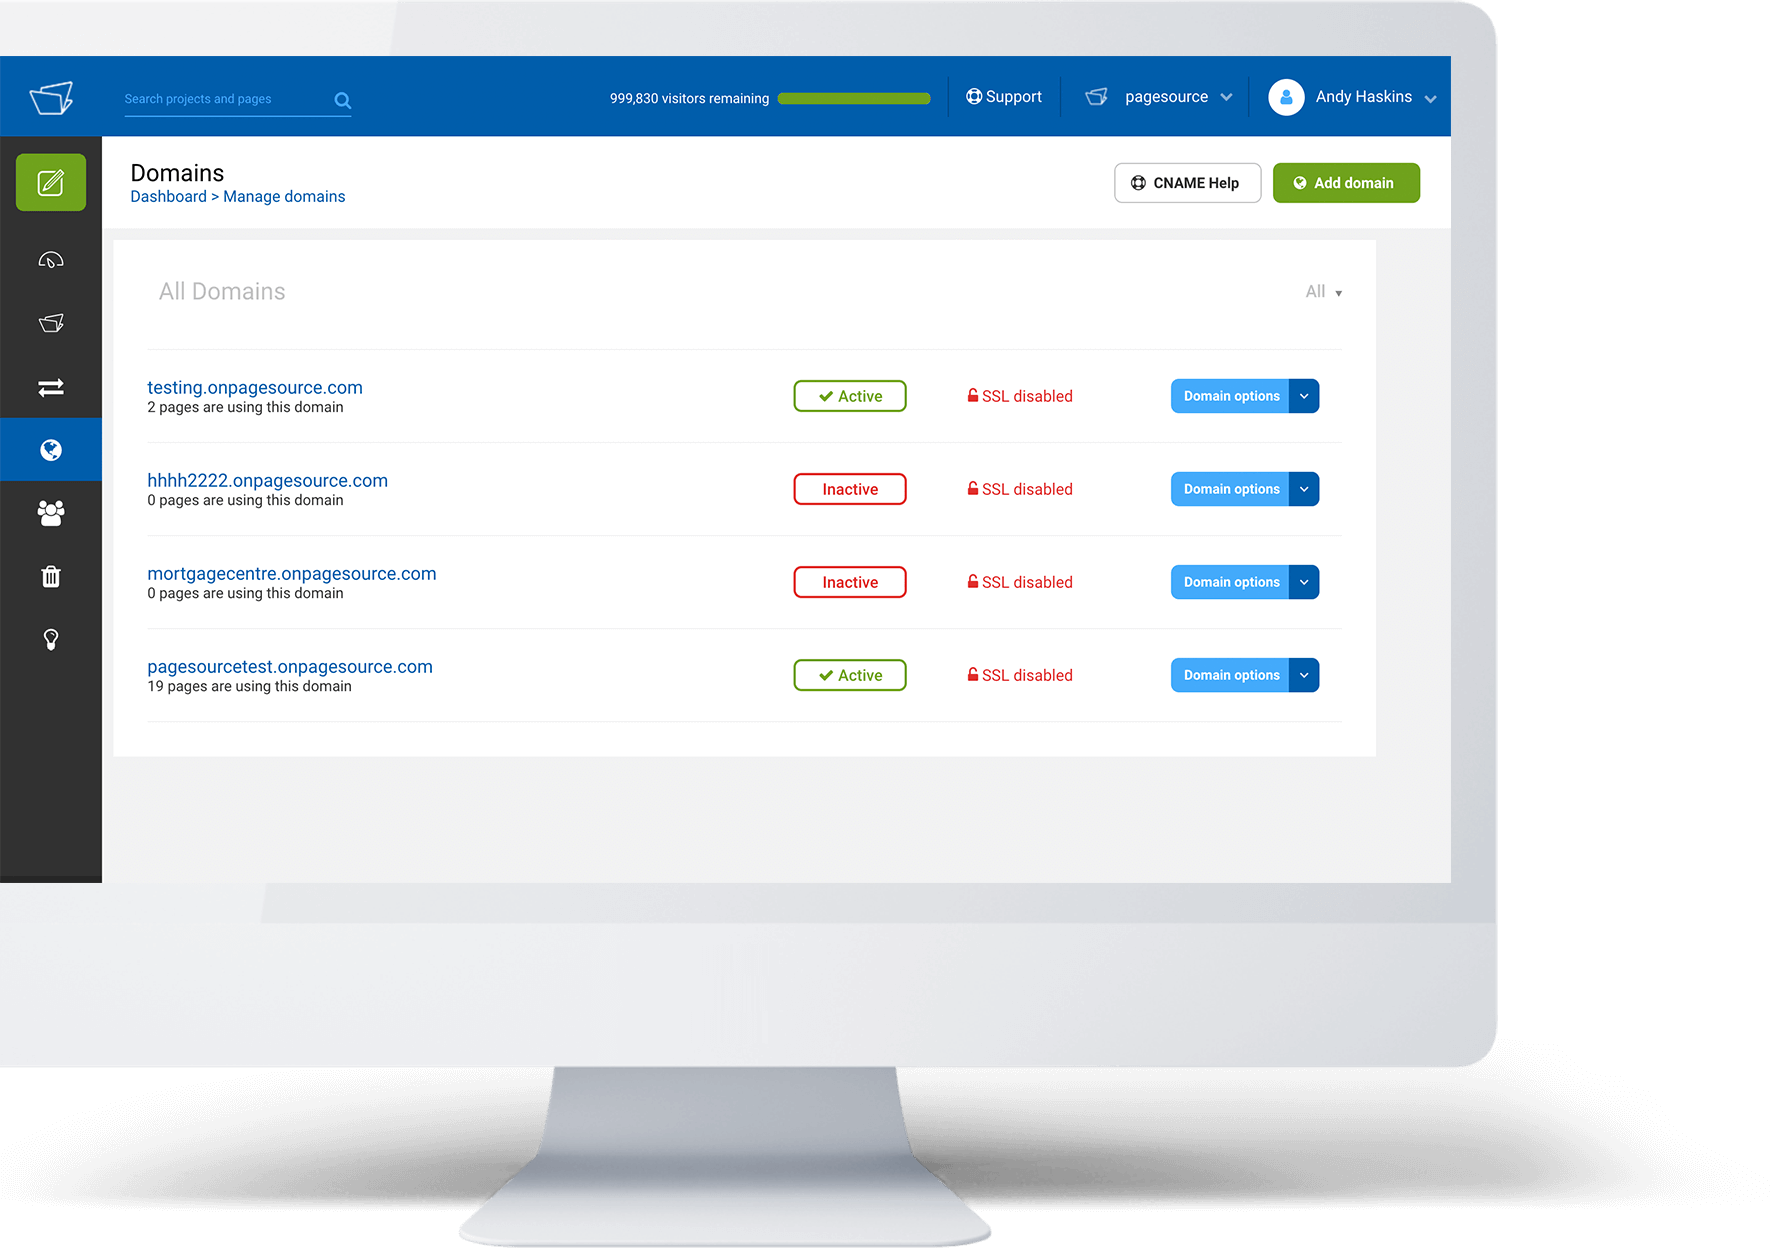 Search projects and pages
999,830 visitors remaining
Support
pagesource
Andy Haskins
Domains
Dashboard > Manage domains
CNAME Help
Add domain
All Domains
All
testing.onpagesource.com
2 pages are using this domain
Active
SSL disabled
Domain options
hhhh2222.onpagesource.com
0 pages are using this domain
Inactive
SSL disabled
Domain options
mortgagecentre.onpagesource.com
0 pages are using this domain
Inactive
SSL disabled
Domain options
pagesourcetest.onpagesource.com
19 pages are using this domain
Active
SSL disabled
Domain options